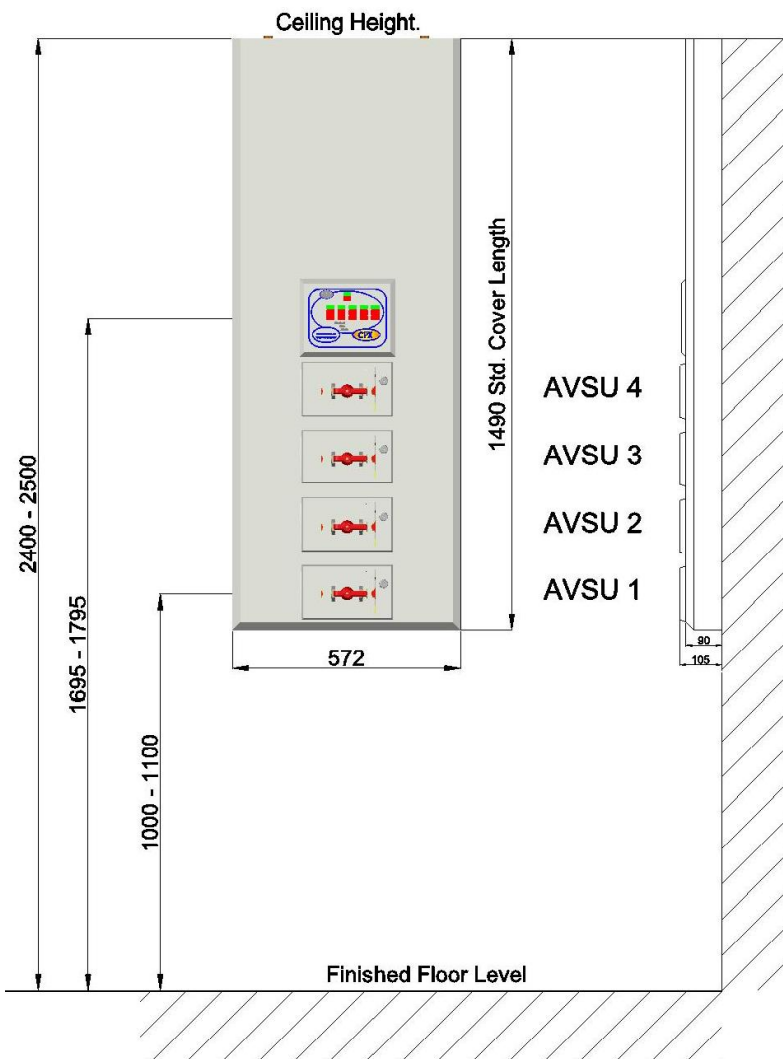 Ceiling Height.
2400 - 2500
1695 - 1795
1000 - 1100
1490 Std. Cover Length
CPX
AVSU 4
AVSU 3
AVSU 2
AVSU 1
572
90
105
Finished Floor Level